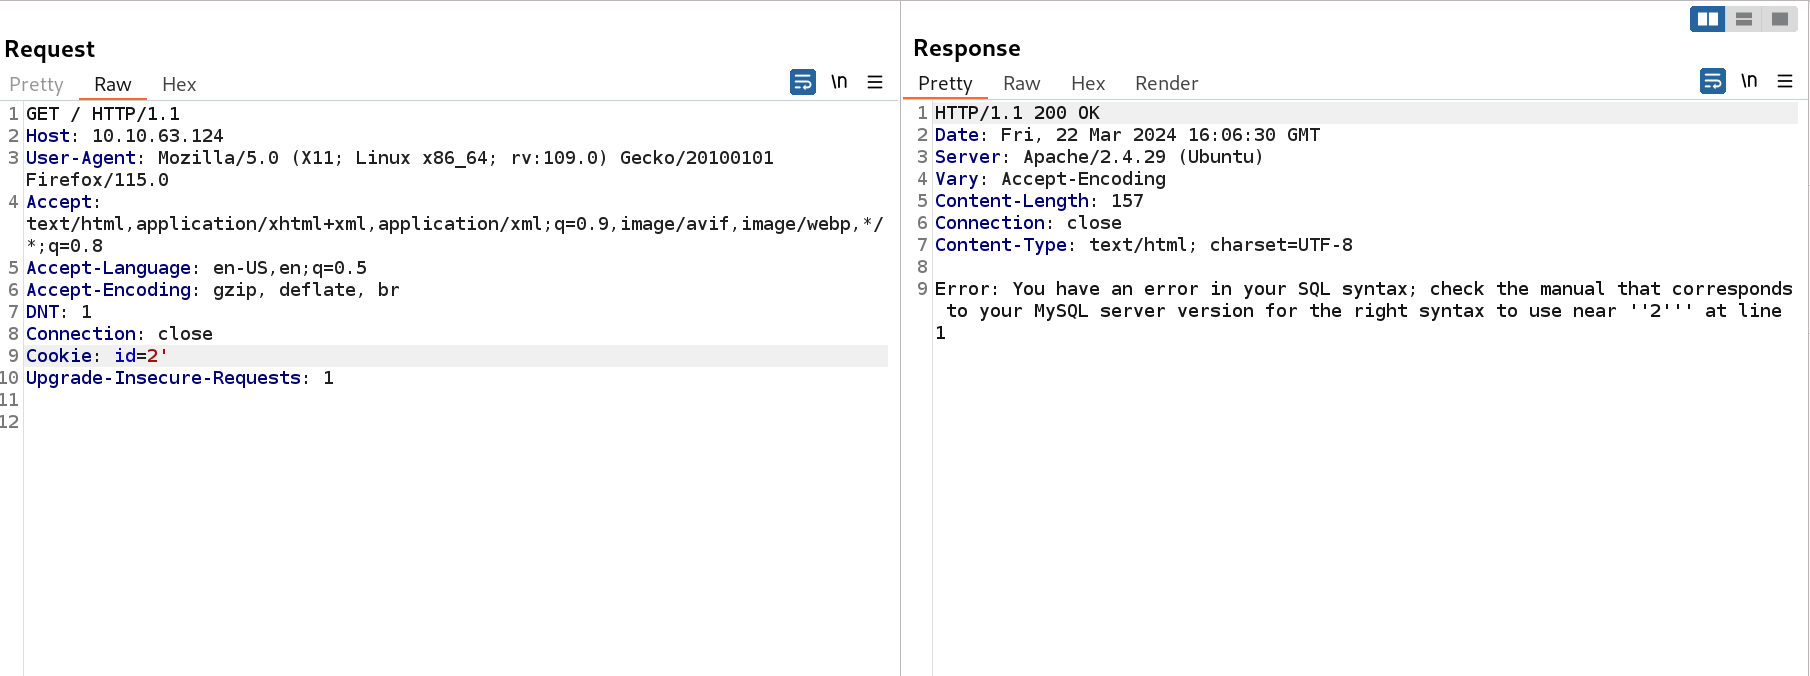 Request
Pretty Raw Hex \n
1 GET / HTTP/1.1
2 Host: 10.10.63.124
3 User-Agent: Mozilla/5.0 (X11; Linux x86_64; rv:109.0) Gecko/20100101
Firefox/115.0
4 Accept:
text/html,application/xhtml+xml,application/xml;q=0.9,image/avif,image/webp,*/
*;q=0.8
5 Accept-Language: en-US,en;q=0.5
6 Accept-Encoding: gzip, deflate, br
7 DNT: 1
8 Connection: close
9 Cookie: id=2'
10 Upgrade-Insecure-Requests: 1
11
12
Response
Pretty Raw Hex Render \n
1 HTTP/1.1 200 OK
2 Date: Fri, 22 Mar 2024 16:06:30 GMT
3 Server: Apache/2.4.29 (Ubuntu)
4 Vary: Accept-Encoding
5 Content-Length: 157
6 Connection: close
7 Content-Type: text/html; charset=UTF-8
8
9 Error: You have an error in your SQL syntax; check the manual that corresponds
to your MySQL server version for the right syntax to use near ''2''' at line
1